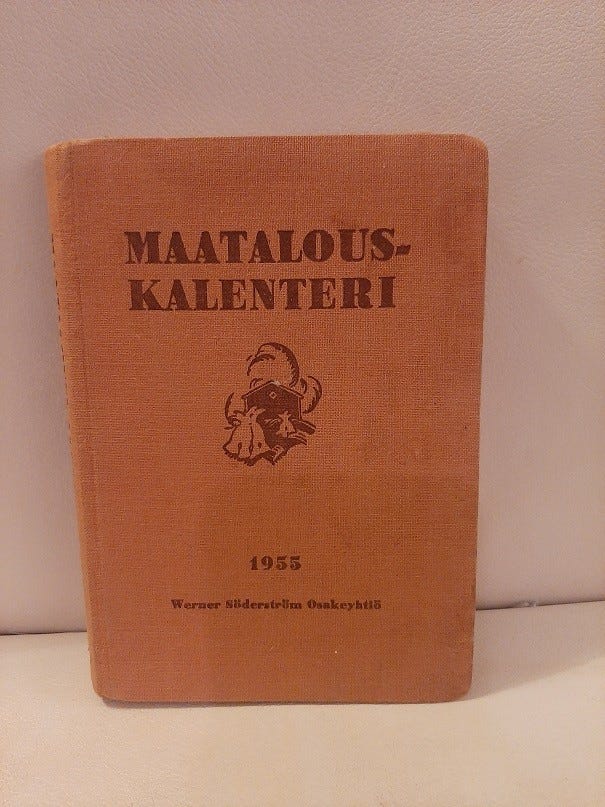 MAATALOUS-
KALENTERI
1955
Werner Söderström Osakeyhtiö